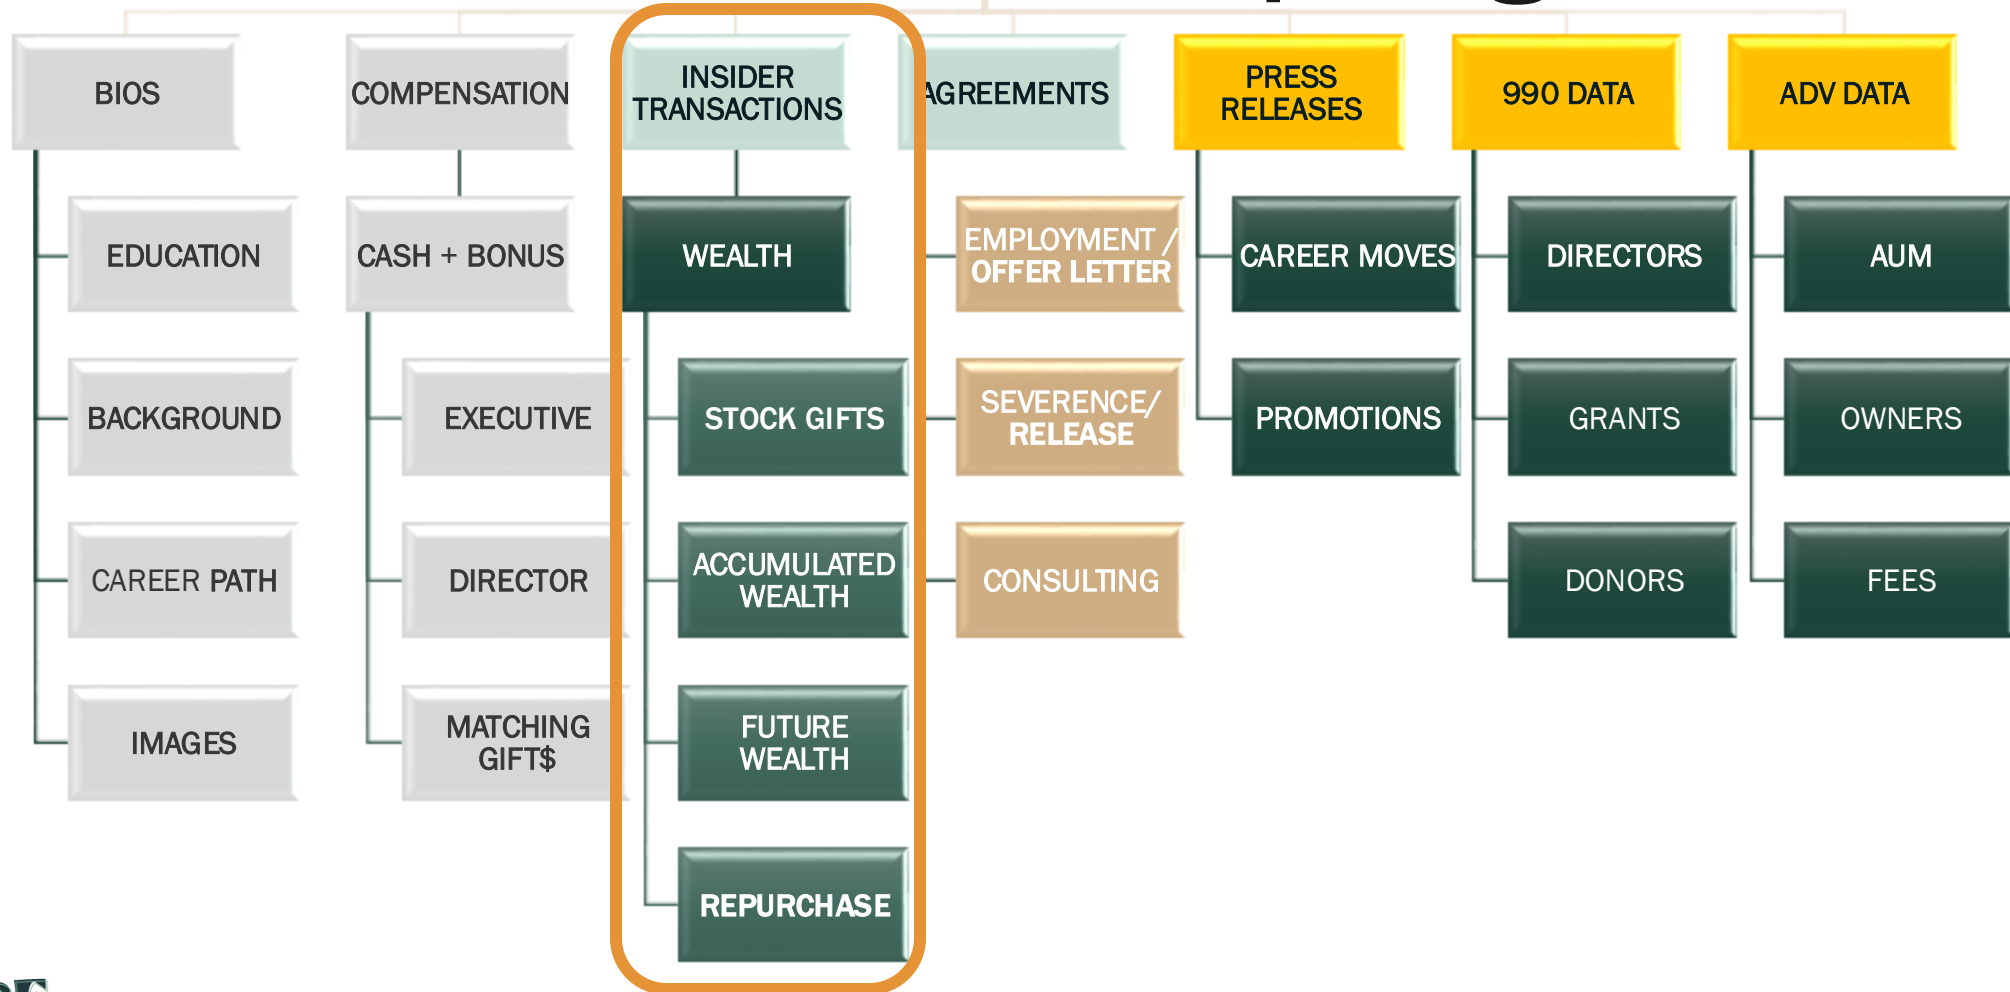 BIOS
EDUCATION
BACKGROUND
CAREER PATH
IMAGES
COMPENSATION
CASH + BONUS
EXECUTIVE
DIRECTOR
MATCHING
GIFT$
INSIDER
TRANSACTIONS
WEALTH
STOCK GIFTS
ACCUMULATED
WEALTH
FUTURE
WEALTH
REPURCHASE
AGREEMENTS
EMPLOYMENT /
OFFER LETTER
SEVERENCE/
RELEASE
CONSULTING
PRESS
RELEASES
CAREER MOVES
PROMOTIONS
990 DATA
DIRECTORS
GRANTS
DONORS
ADV DATA
AUM
OWNERS
FEES